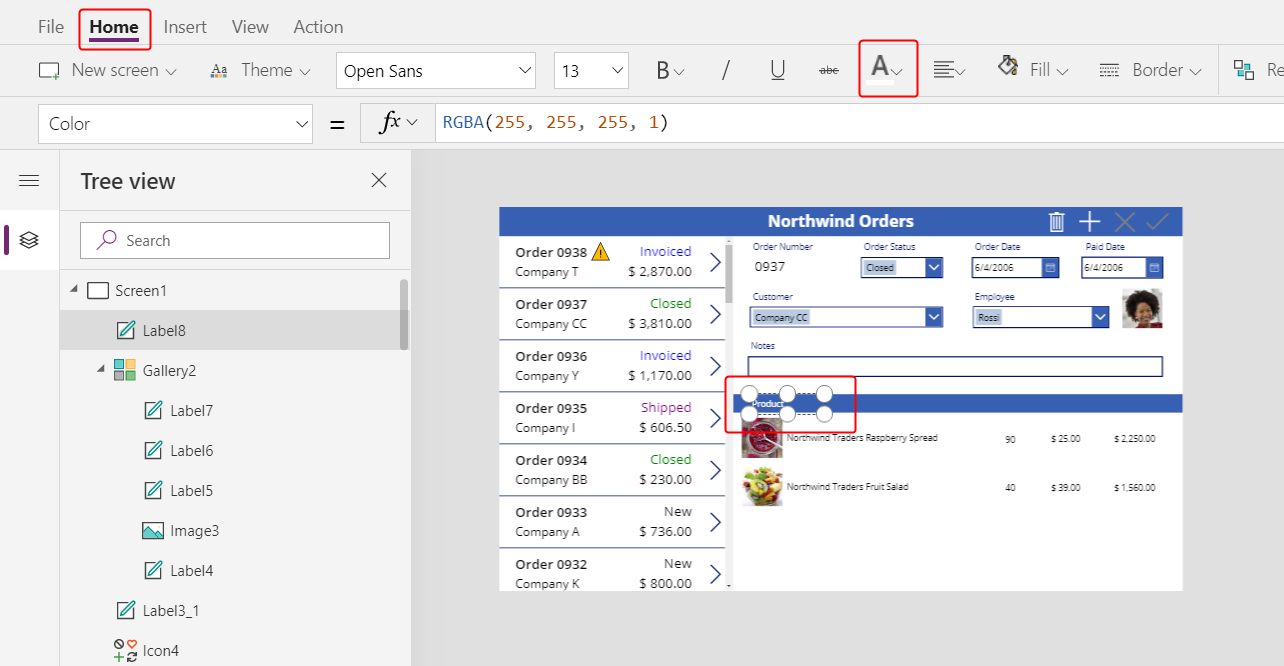 File Home Insert View Action
New screen Theme Open Sans 13 B / U abc A Fill Border Re
Color = fx RGBA(255, 255, 255, 1)
Tree view
Search
Screen1
Label8
Gallery2
Label7
Label6
Label5
Image3
Label4
Label3_1
Icon4
Northwind Orders
Order 0938 Invoiced
Company T $ 2,870.00
Order 0937 Closed
Company CC $ 3,810.00
Order 0936 Invoiced
Company Y $ 1,170.00
Order 0935 Shipped
Company I $ 606.50
Order 0934 Closed
Company BB $ 230.00
Order 0933 New
Company A $ 736.00
Order 0932 New
Company K $ 800.00
Order Number Order Status Order Date Paid Date
0937 Closed 6/4/2006 6/4/2006
Customer Employee
Company CC Rossi
Notes
Product
Northwind Traders Raspberry Spread 90 $ 25.00 $ 2,250.00
Northwind Traders Fruit Salad 40 $ 39.00 $ 1,560.00